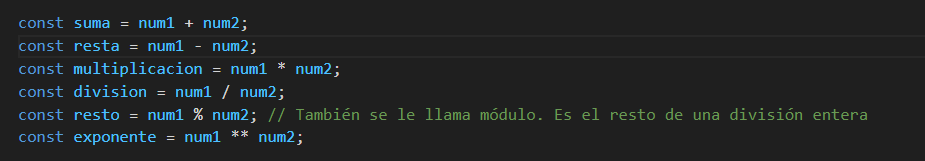 const suma = num1 + num2;
const resta = num1 - num2;
const multiplicacion = num1 * num2;
const division = num1 / num2;
const resto = num1 % num2; // También se le llama módulo. Es el resto de una división entera
const exponente = num1 ** num2;